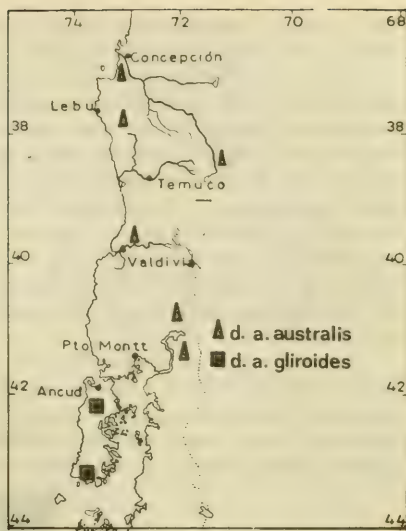 74 72 70 68
Concepción
Lebu
38 38
Temuco
40 40
Valdivi
d. a. australis
Pto Montt
d. a. gliroides
42 42
Ancud
44 44